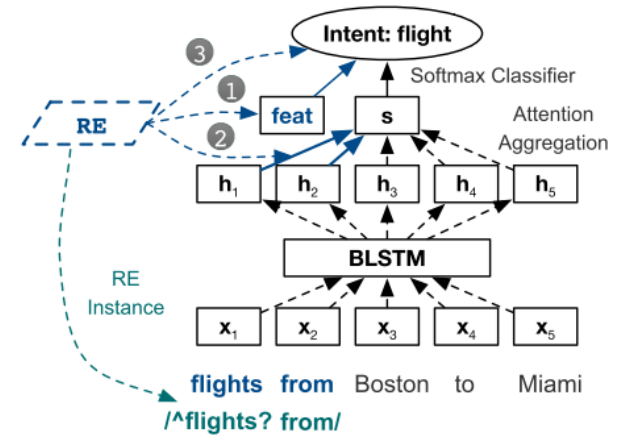 Intent: flight
3
Softmax Classifier
1
feat
s
RE
Attention
Aggregation
2
h1
h2
h3
h4
h5
BLSTM
RE
Instance
x1
x2
x3
x4
x5
flights from Boston to Miami
/^flights? from/